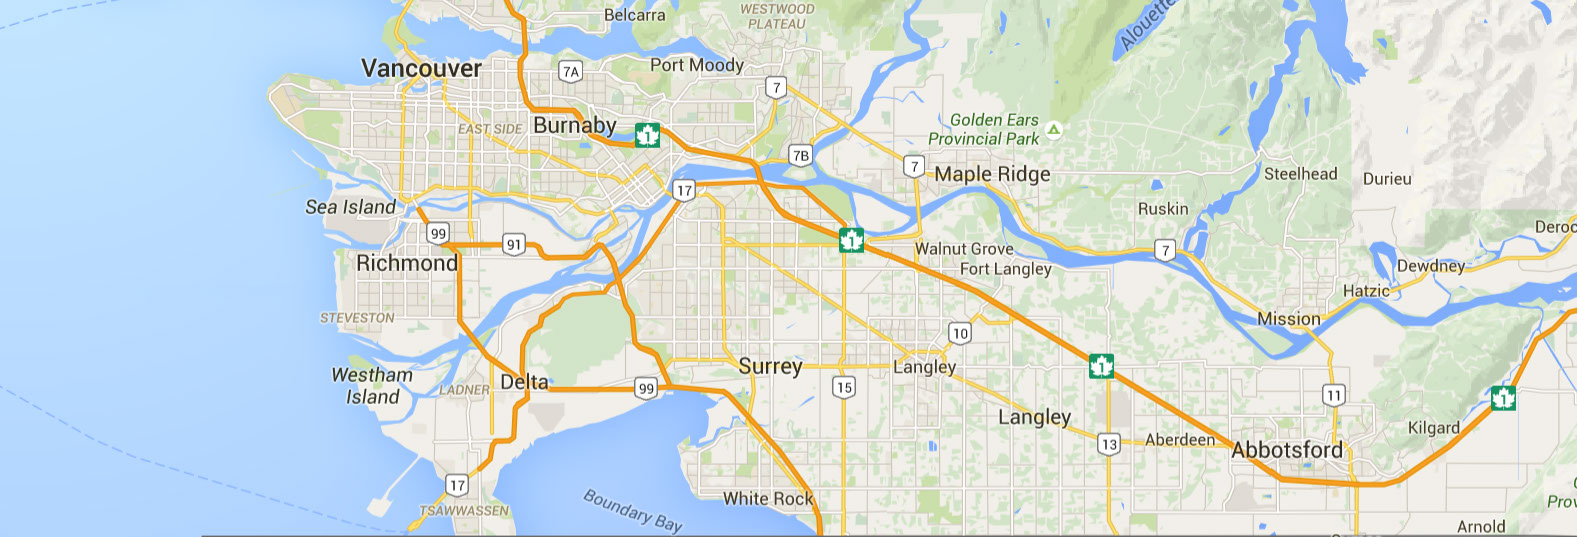 Belcarra
WESTWOOD
PLATEAU
Alouette
Vancouver
7A
Port Moody
7
Golden Ears
Provincial Park
EAST SIDE
Burnaby
1
7B
7
Maple Ridge
Steelhead
Durieu
17
Sea Island
Ruskin
99
91
1
Walnut Grove
7
Deroc
Richmond
Fort Langley
Dewdney
Hatzic
STEVESTON
Mission
10
Surrey
Langley
1
Westham
Island
LADNER
Delta
99
15
11
1
Langley
Kilgard
13
Aberdeen
Abbotsford
17
White Rock
TSAWWASSEN
Boundary Bay
Prov
Arnold